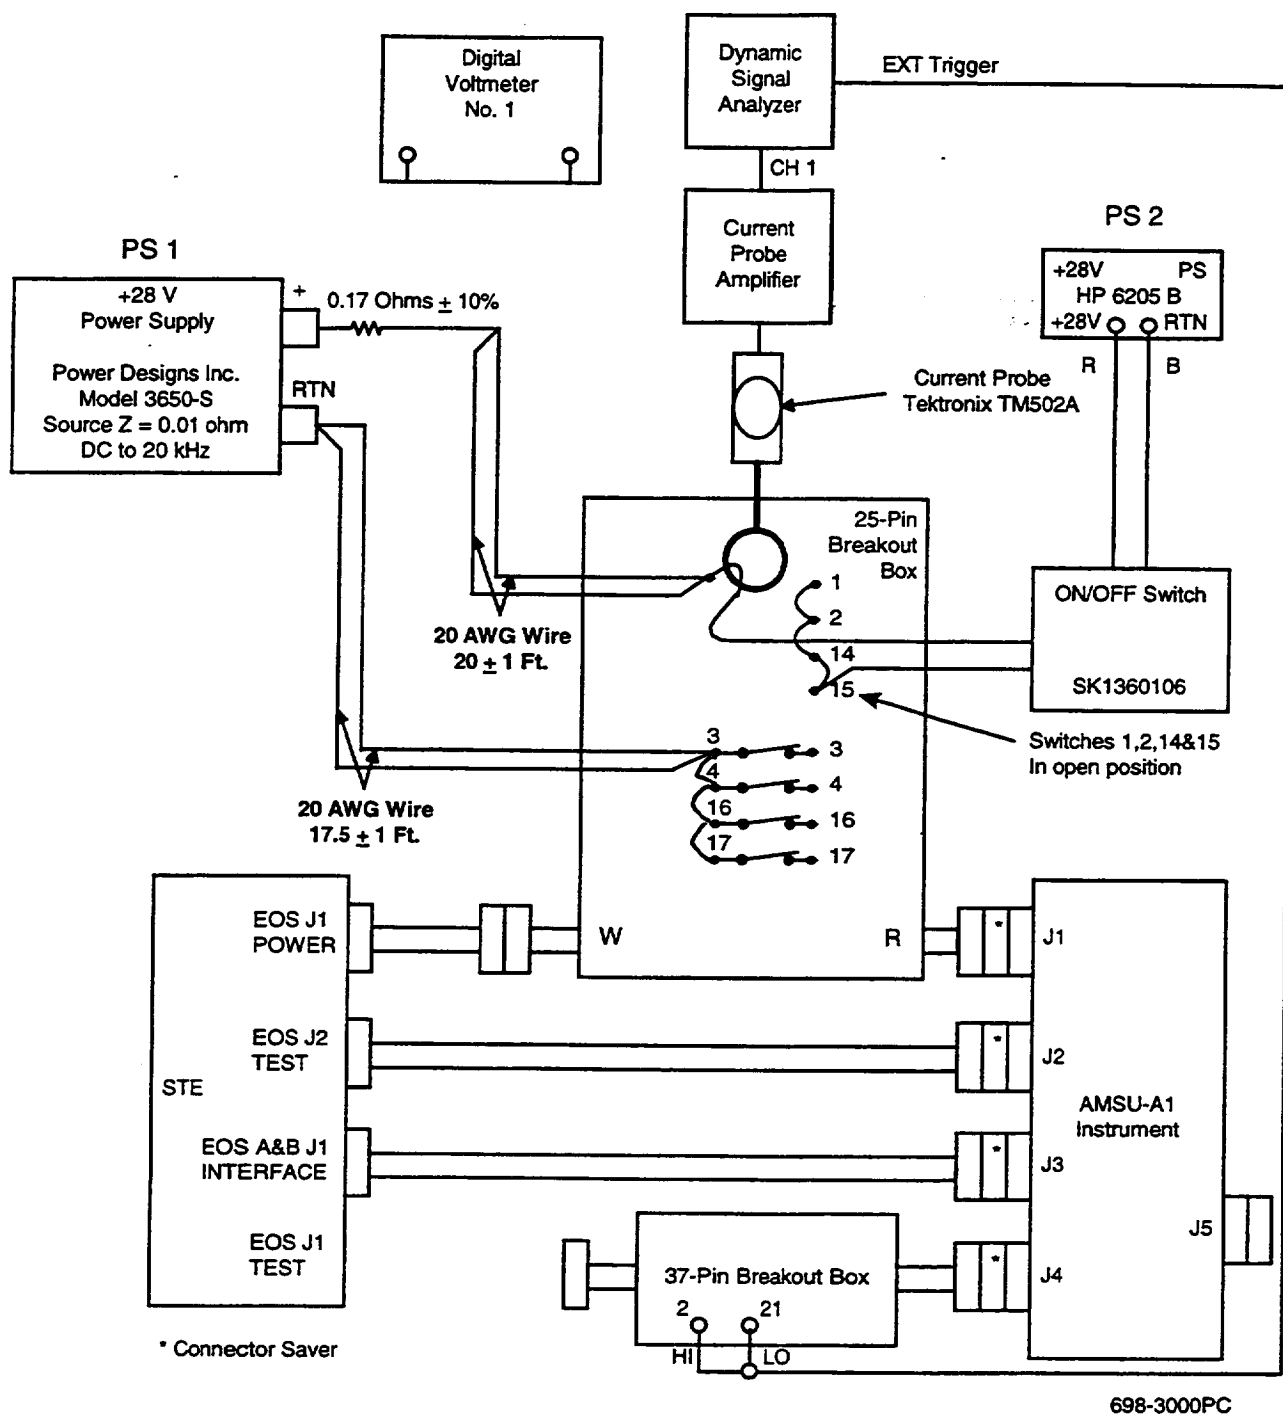 Digital
Voltmeter
No. 1
Dynamic
Signal
Analyzer
EXT Trigger
CH 1
Current
Probe
Amplifier
PS 2
+28V PS
HP 6205 B
+28V RTN
R B
PS 1
+28 V
Power Supply
Power Designs Inc.
Model 3650-S
Source Z = 0.01 ohm
DC to 20 kHz
+
RTN
0.17 Ohms ± 10%
Current Probe
Tektronix TM502A
25-Pin
Breakout
Box
1
2
14
15
ON/OFF Switch
SK1360106
20 AWG Wire
20 ± 1 Ft.
Switches 1,2,14&15
In open position
3 3
4 4
16 16
17 17
20 AWG Wire
17.5 ± 1 Ft.
W R
STE
EOS J1
POWER
EOS J2
TEST
EOS A&B J1
INTERFACE
EOS J1
TEST
* J1
* J2
* J3
* J4
J5
AMSU-A1
Instrument
37-Pin Breakout Box
2 21
HI LO
* Connector Saver
698-3000PC